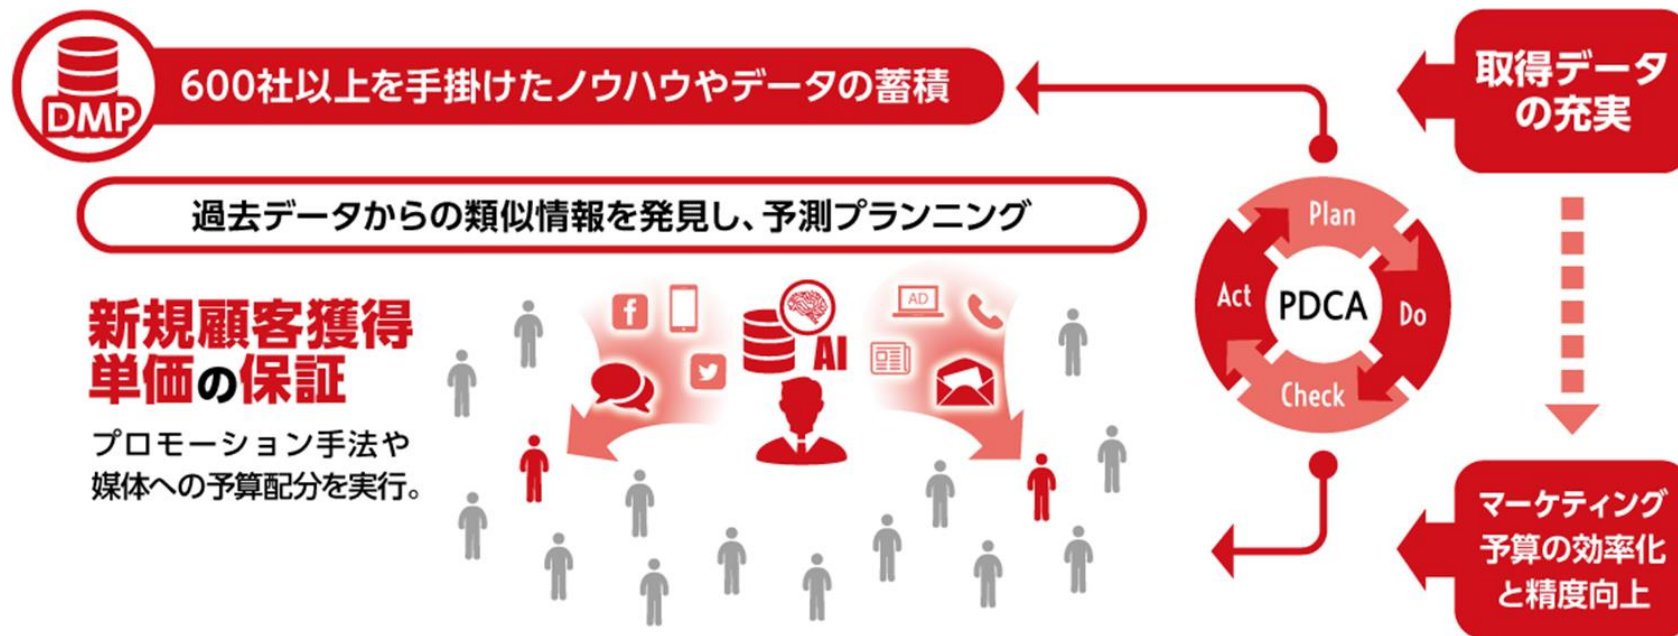 DMP
600社以上を手掛けたノウハウやデータの蓄積
取得データ
の充実
過去データからの類似情報を発見し、予測プランニング
新規顧客獲得
単価の保証
プロモーション手法や
媒体への予算配分を実行。
AD
AI
Plan
Act
PDCA
Do
Check
マーケティング
予算の効率化
と精度向上